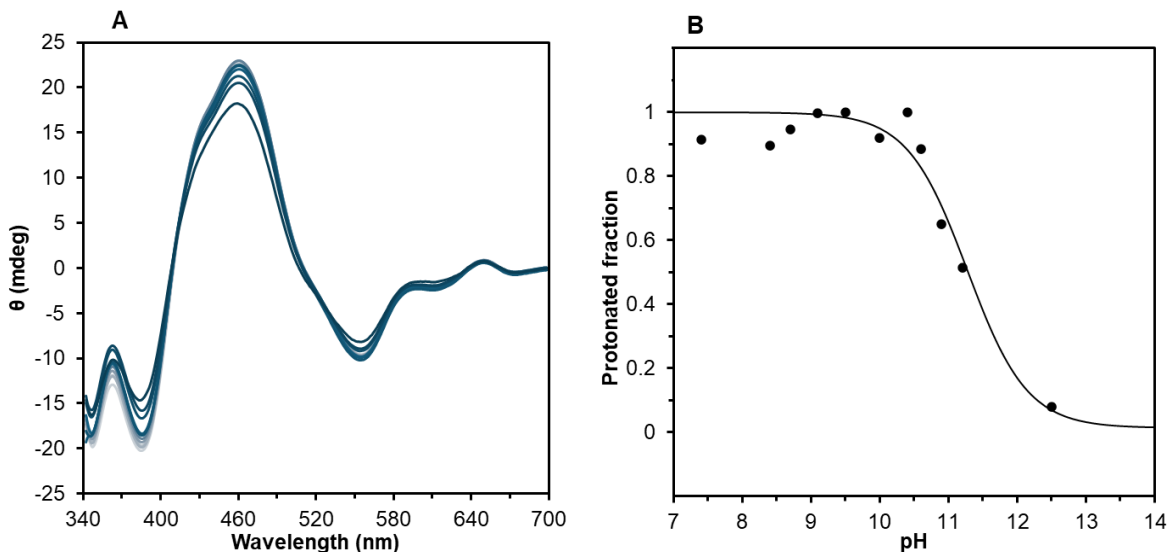 A
25
20
15
10
5
0
-5
-10
-15
-20
-25
θ (mdeg)
340 400 460 520 580 640 700
Wavelength (nm)
B
1
0.8
0.6
0.4
0.2
0
Protonated fraction
7 8 9 10 11 12 13 14
pH